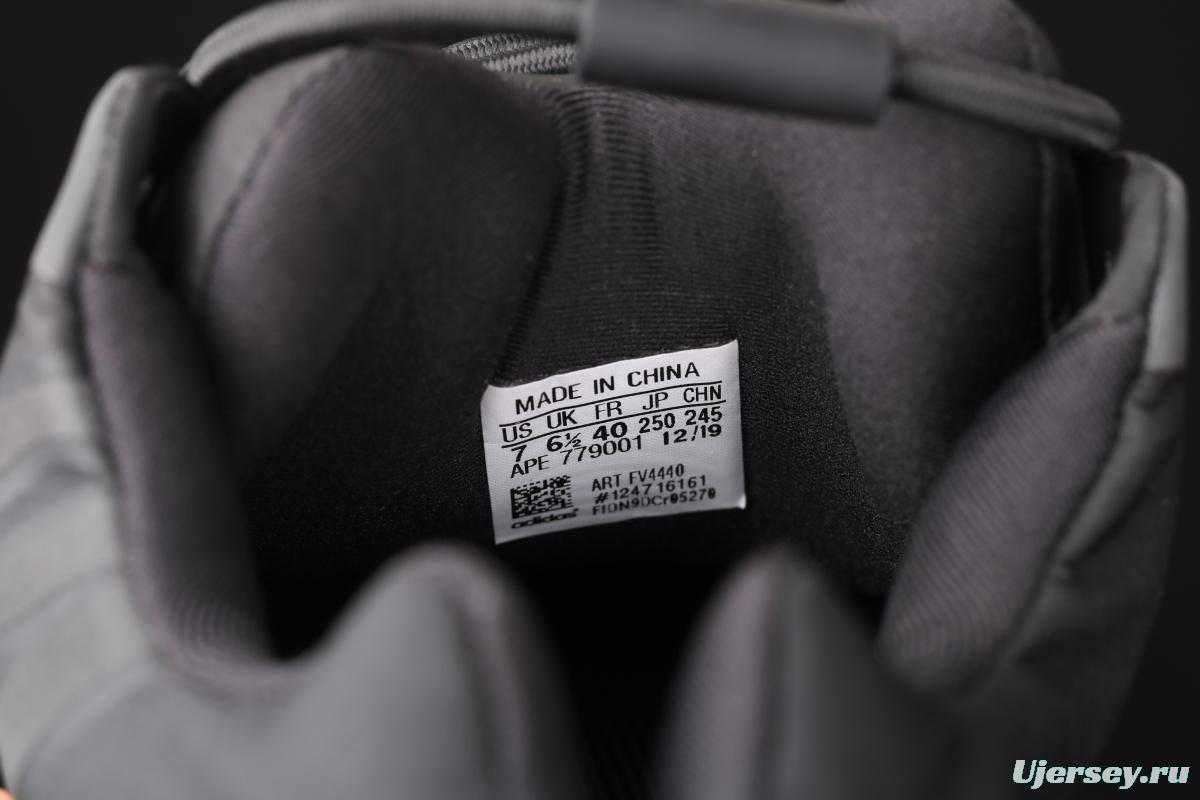 MADE IN CHINA
US UK FR JP CHN
7 6½ 40 250 245
APE 779001 12/19
ART FV4440
#124716161
FIDN9DCr05270
adidas
Ujersey.ru